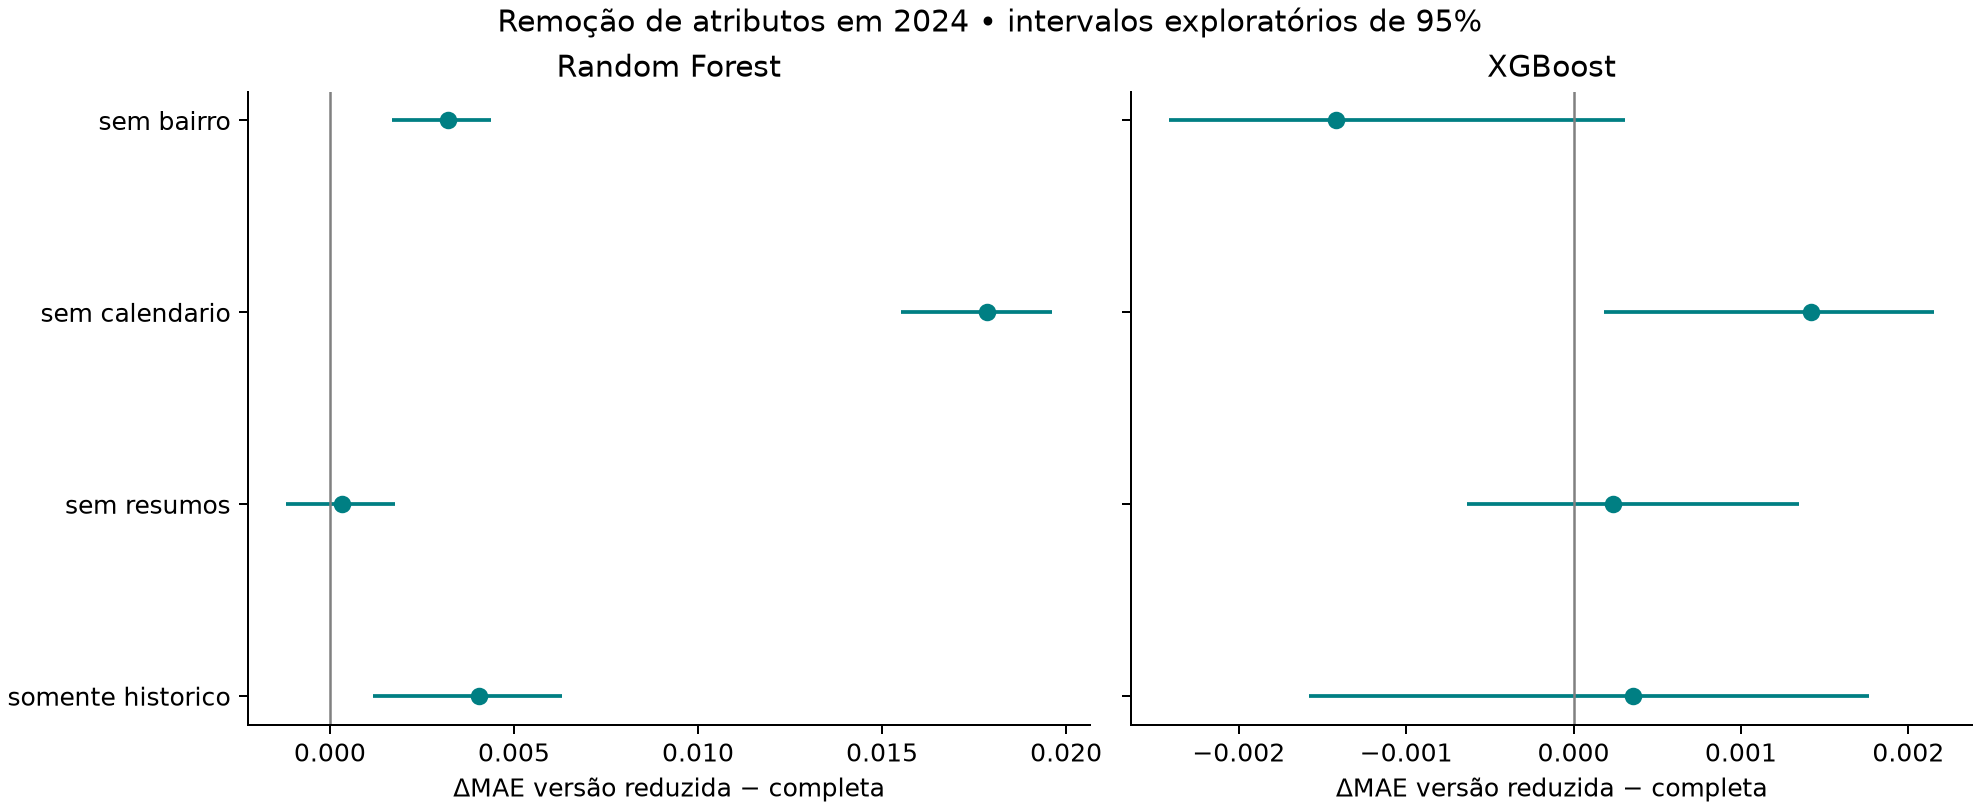 Remoção de atributos em 2024 • intervalos exploratórios de 95%
Random Forest
XGBoost
sem bairro
sem calendario
sem resumos
somente historico
0.000 0.005 0.010 0.015 0.020
−0.002 −0.001 0.000 0.001 0.002
ΔMAE versão reduzida − completa
ΔMAE versão reduzida − completa